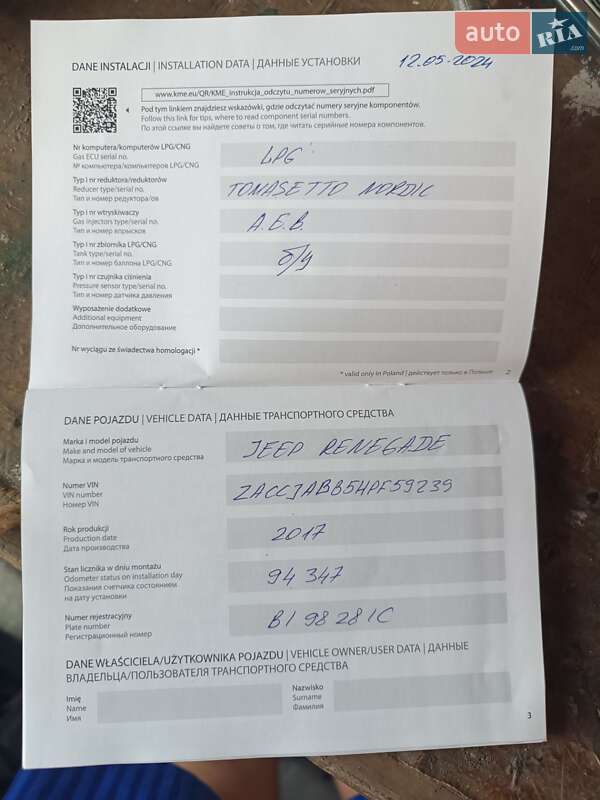 auto RIA .com
DANE INSTALACJI | INSTALLATION DATA | ДАННЫЕ УСТАНОВКИ 12.05.2024
www.kme.eu/QR/KME_instrukcja_odczytu_numerow_seryjnych.pdf
Pod tym linkiem znajdziesz wskazówki, gdzie odczytać numery seryjne komponentów.
Follow this link for tips, where to read component serial numbers.
По этой ссылке вы найдете советы о том, где читать серийные номера компонентов.
Nr komputera/komputerów LPG/CNG
Gas ECU serial no.
№ компьютера/компьютеров LPG/CNG
LPG
Typ i nr reduktora/reduktorów
Reducer type/serial no.
Тип и номер редуктора/ов
TOMASETTO NORDIC
Typ i nr wtryskiwaczy
Gas injectors type/serial no.
Тип и номер впрысков
A.E.B.
Typ i nr zbiornika LPG/CNG
Tank type/serial no.
Тип и номер баллона LPG/CNG
б/у
Typ i nr czujnika ciśnienia
Pressure sensor type/serial no.
Тип и номер датчика давления
Wyposażenie dodatkowe
Additional equipment
Дополнительное оборудование
Nr wyciągu ze świadectwa homologacji *
* valid only in Poland | действует только в Польше 2
DANE POJAZDU | VEHICLE DATA | ДАННЫЕ ТРАНСПОРТНОГО СРЕДСТВА
Marka i model pojazdu
Make and model of vehicle
Марка и модель транспортного средства
JEEP RENEGADE
Numer VIN
VIN number
Номер VIN
ZACCJABB5HPF59239
Rok produkcji
Production date
Дата производства
2017
Stan licznika w dniu montażu
Odometer status on installation day
Показания счетчика состоянием
на дату установки
94 347
Numer rejestracyjny
Plate number
Регистрационный номер
BI 98 28 IC
DANE WŁAŚCICIELA/UŻYTKOWNIKA POJAZDU | VEHICLE OWNER/USER DATA | ДАННЫЕ
ВЛАДЕЛЬЦА/ПОЛЬЗОВАТЕЛЯ ТРАНСПОРТНОГО СРЕДСТВА
Imię
Name
Имя
Nazwisko
Surname
Фамилия
3